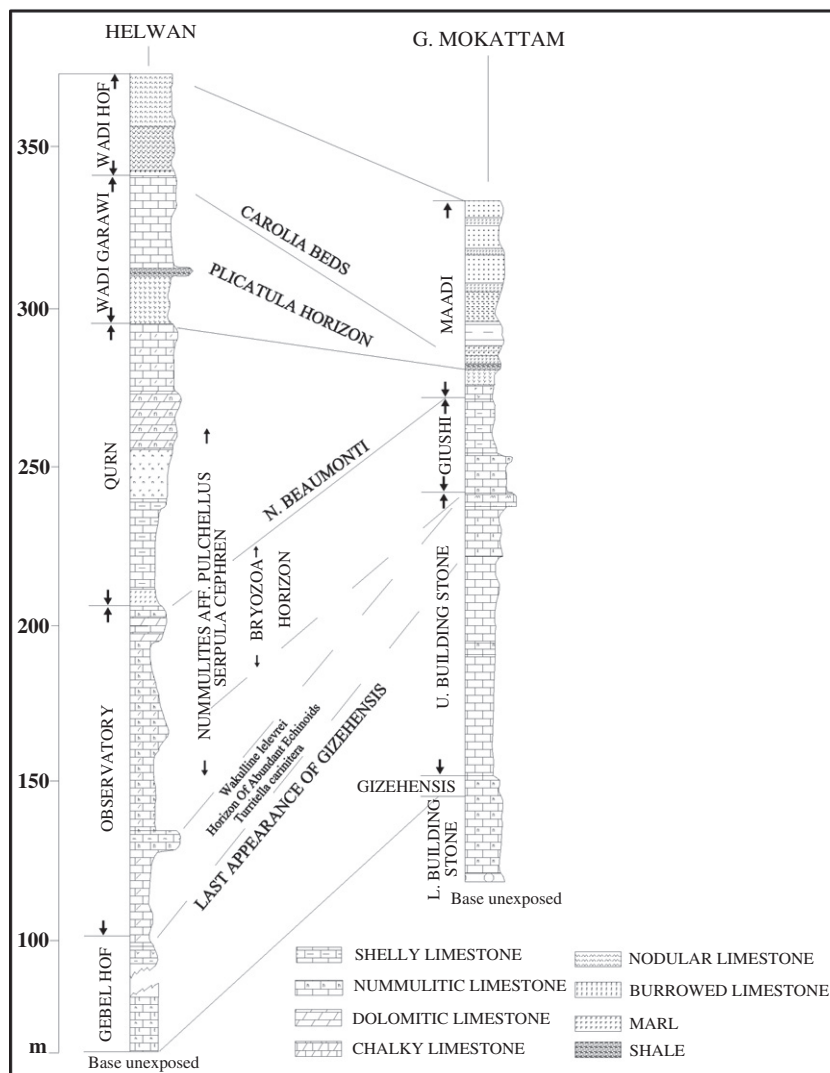 HELWAN
G. MOKATTAM
350
300
250
200
150
100
m
WADI HOF
WADI GARAWI
QURN
OBSERVATORY
GEBEL HOF
Base unexposed
CAROLIA BEDS
PLICATULA HORIZON
N. BEAUMONTI
NUMMULITES AFF. PULCHELLUS
SERPULA CEPHREN
BRYOZOA
HORIZON
Wakulline lelevrei
Horizon Of Abundant Echinoids
Turritella carinitera
LAST APPEARANCE OF GIZEHENSIS
MAADI
GIUSHI
U. BUILDING STONE
GIZEHENSIS
L. BUILDING
STONE
Base unexposed
SHELLY LIMESTONE
NUMMULITIC LIMESTONE
DOLOMITIC LIMESTONE
CHALKY LIMESTONE
NODULAR LIMESTONE
BURROWED LIMESTONE
MARL
SHALE